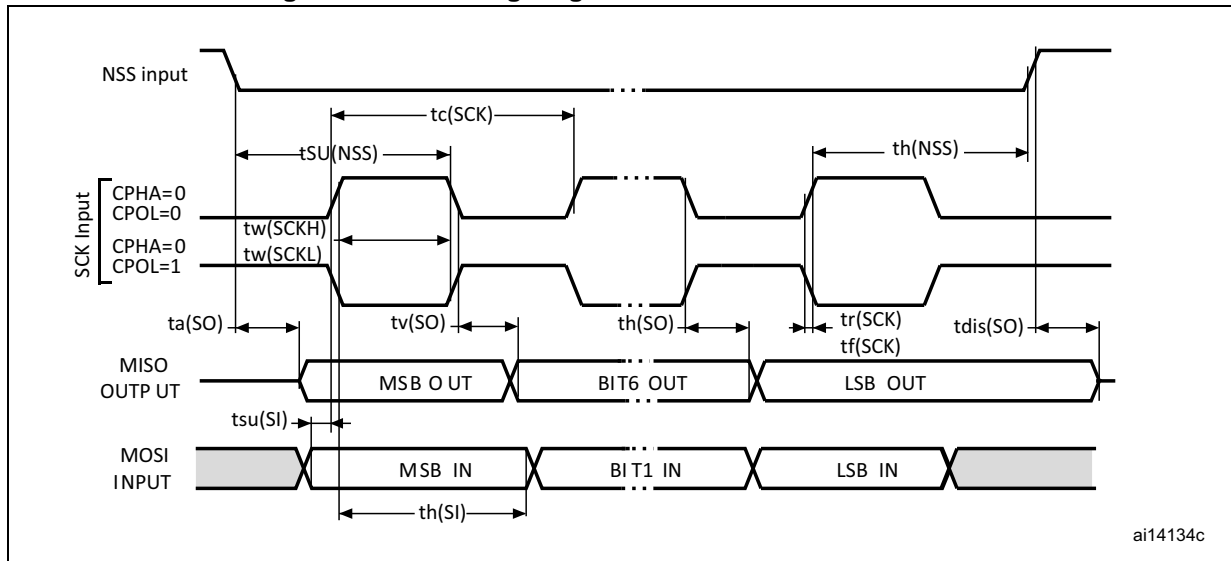 NSS input
tc(SCK)
tSU(NSS)
th(NSS)
SCK Input
CPHA=0
CPOL=0
tw(SCKH)
CPHA=0
tw(SCKL)
CPOL=1
ta(SO)
tv(SO)
th(SO)
tr(SCK)
tdis(SO)
tf(SCK)
MISO
OUTP UT
MSB O UT
BIT6 OUT
LSB OUT
tsu(SI)
MOSI
INPUT
MSB IN
BIT1 IN
LSB IN
th(SI)
ai14134c